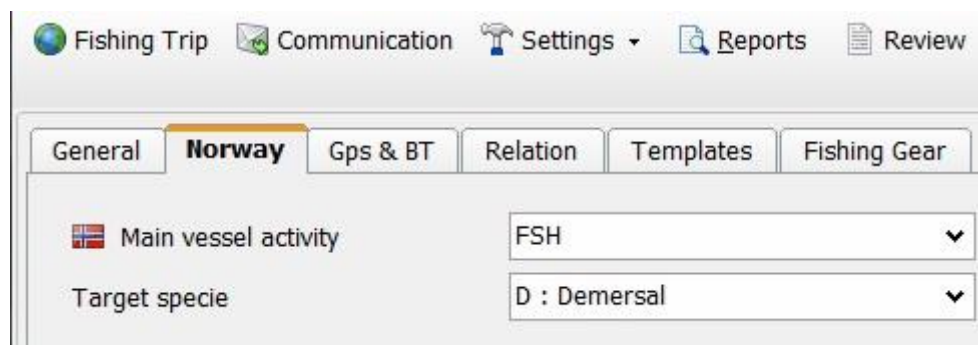 Fishing Trip Communication Settings Reports Review
General Norway Gps & BT Relation Templates Fishing Gear
Main vessel activity FSH
Target specie D : Demersal